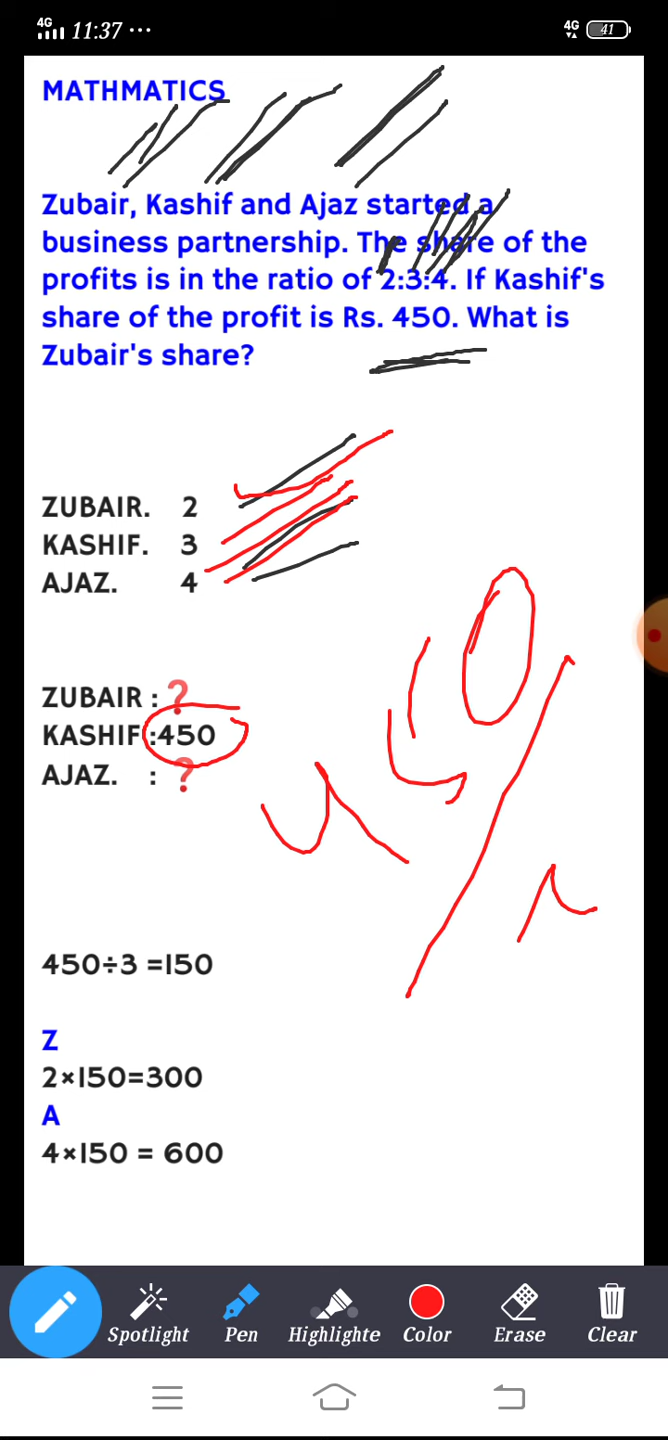 4G 11:37 ••• 4G 41
MATHMATICS
Zubair, Kashif and Ajaz started a
business partnership. The share of the
profits is in the ratio of 2:3:4. If Kashif's
share of the profit is Rs. 450. What is
Zubair's share?
ZUBAIR. 2
KASHIF. 3
AJAZ. 4
ZUBAIR : ❓
KASHIF :450
AJAZ. : ❓
450÷3 =150
Z
2×150=300
A
4×150 = 600
Spotlight Pen Highlighte Color Erase Clear